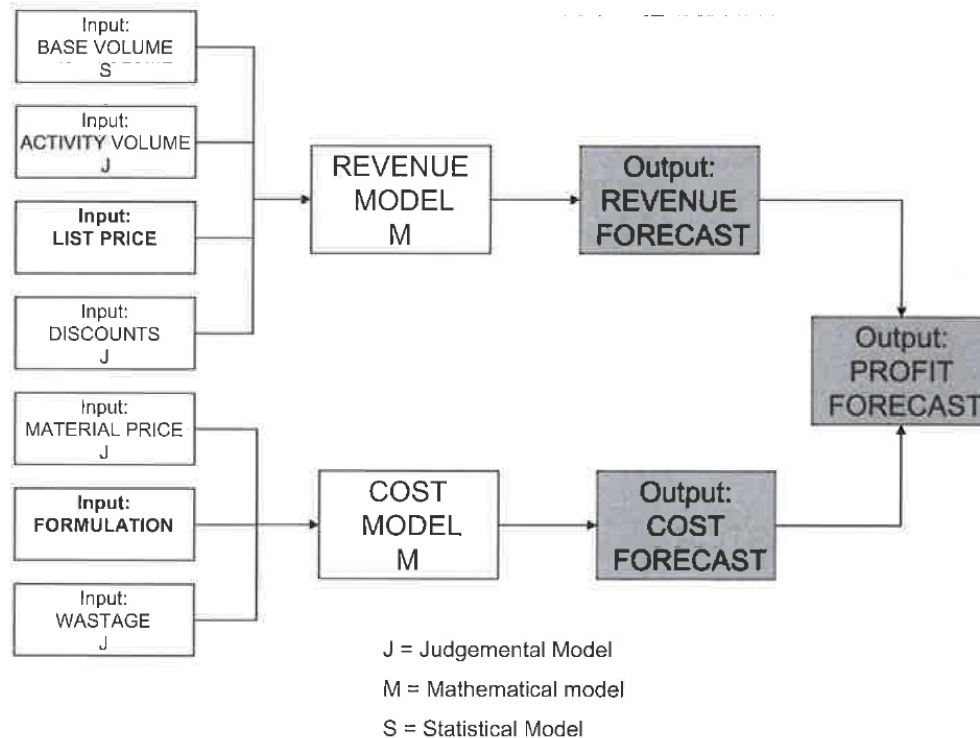 Input:
BASE VOLUME
S
Input:
ACTIVITY VOLUME
J
Input:
LIST PRICE
Input:
DISCOUNTS
J
REVENUE
MODEL
M
Output:
REVENUE
FORECAST
Output:
PROFIT
FORECAST
Input:
MATERIAL PRICE
J
Input:
FORMULATION
Input:
WASTAGE
J
COST
MODEL
M
Output:
COST
FORECAST
J = Judgemental Model
M = Mathematical model
S = Statistical Model